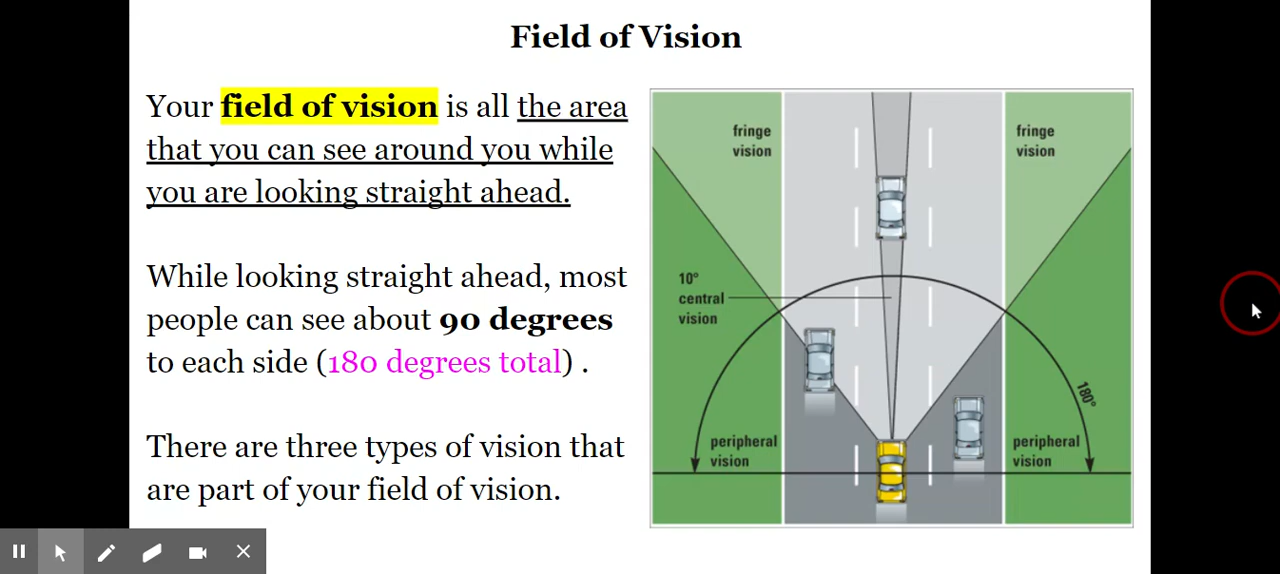 Field of Vision
Your field of vision is all the area
that you can see around you while
you are looking straight ahead.
While looking straight ahead, most
people can see about 90 degrees
to each side (180 degrees total) .
There are three types of vision that
are part of your field of vision.
fringe
vision
fringe
vision
10°
central
vision
180°
peripheral
vision
peripheral
vision